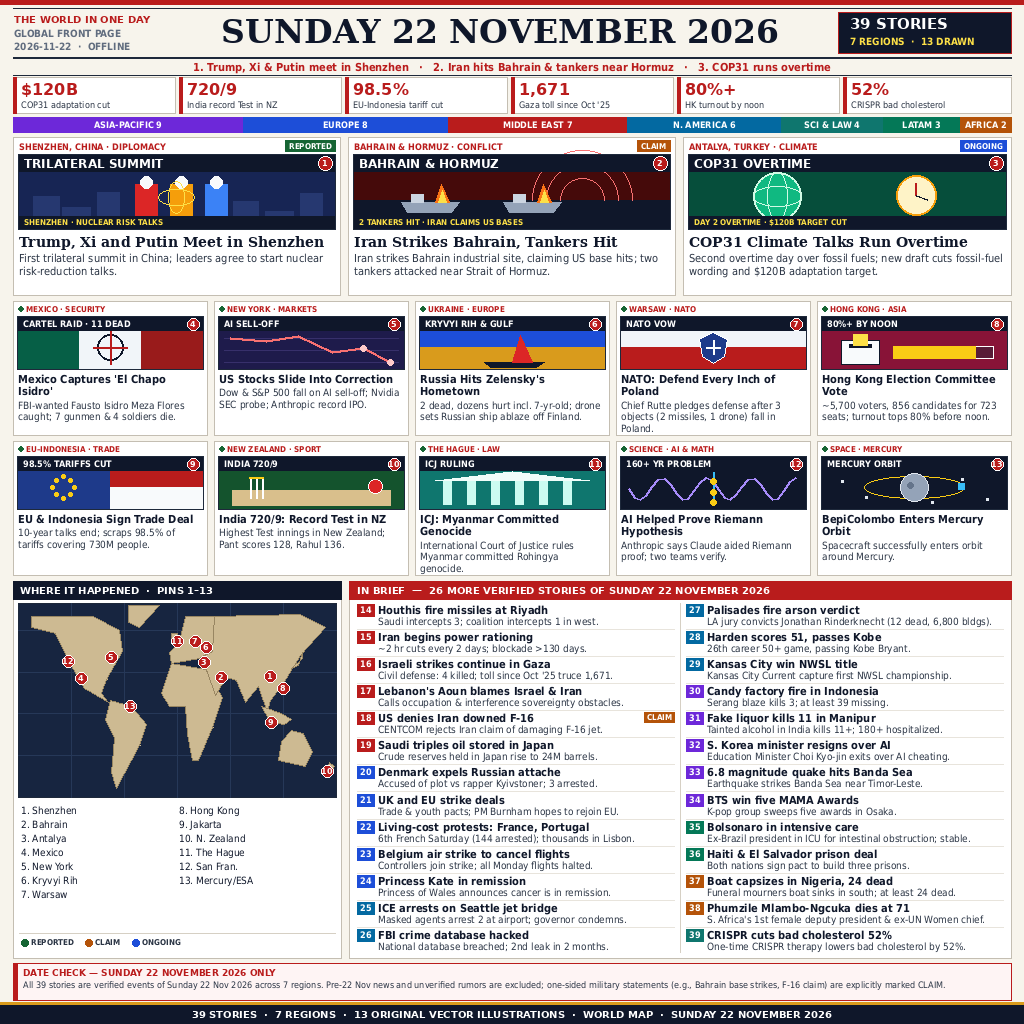 THE WORLD IN ONE DAY
GLOBAL FRONT PAGE
2026-11-22 · OFFLINE
SUNDAY 22 NOVEMBER 2026
39 STORIES
7 REGIONS · 13 DRAWN
1. Trump, Xi & Putin meet in Shenzhen · 2. Iran hits Bahrain & tankers near Hormuz · 3. COP31 runs overtime
$120B
COP31 adaptation cut
720/9
India record Test in NZ
98.5%
EU-Indonesia tariff cut
1,671
Gaza toll since Oct '25
80%+
HK turnout by noon
52%
CRISPR bad cholesterol
ASIA-PACIFIC 9
EUROPE 8
MIDDLE EAST 7
N. AMERICA 6
SCI & LAW 4
LATAM 3
AFRICA 2
SHENZHEN, CHINA · DIPLOMACY
REPORTED
TRILATERAL SUMMIT
1
SHENZHEN · NUCLEAR RISK TALKS
Trump, Xi and Putin Meet in Shenzhen
First trilateral summit in China; leaders agree to start nuclear
risk-reduction talks.
BAHRAIN & HORMUZ · CONFLICT
CLAIM
BAHRAIN & HORMUZ
2
2 TANKERS HIT · IRAN CLAIMS US BASES
Iran Strikes Bahrain, Tankers Hit
Iran strikes Bahrain industrial site, claiming US base hits; two
tankers attacked near Strait of Hormuz.
ANTALYA, TURKEY · CLIMATE
ONGOING
COP31 OVERTIME
3
DAY 2 OVERTIME · $120B TARGET CUT
COP31 Climate Talks Run Overtime
Second overtime day over fossil fuels; new draft cuts fossil-fuel
wording and $120B adaptation target.
MEXICO · SECURITY
CARTEL RAID · 11 DEAD
4
Mexico Captures 'El Chapo
Isidro'
FBI-wanted Fausto Isidro Meza Flores
caught; 7 gunmen & 4 soldiers die.
NEW YORK · MARKETS
AI SELL-OFF
5
US Stocks Slide Into Correction
Dow & S&P 500 fall on AI sell-off; Nvidia
SEC probe; Anthropic record IPO.
UKRAINE · EUROPE
KRYVYI RIH & GULF
6
Russia Hits Zelensky's
Hometown
2 dead, dozens hurt incl. 7-yr-old; drone
sets Russian ship ablaze off Finland.
WARSAW · NATO
NATO VOW
7
NATO: Defend Every Inch of
Poland
Chief Rutte pledges defense after 3
objects (2 missiles, 1 drone) fall in
Poland.
HONG KONG · ASIA
80%+ BY NOON
8
Hong Kong Election Committee
Vote
~5,700 voters, 856 candidates for 723
seats; turnout tops 80% before noon.
EU-INDONESIA · TRADE
98.5% TARIFFS CUT
9
EU & Indonesia Sign Trade Deal
10-year talks end; scraps 98.5% of
tariffs covering 730M people.
NEW ZEALAND · SPORT
INDIA 720/9
10
India 720/9: Record Test in NZ
Highest Test innings in New Zealand;
Pant scores 128, Rahul 136.
THE HAGUE · LAW
ICJ RULING
11
ICJ: Myanmar Committed
Genocide
International Court of Justice rules
Myanmar committed Rohingya
genocide.
SCIENCE · AI & MATH
160+ YR PROBLEM
12
AI Helped Prove Riemann
Hypothesis
Anthropic says Claude aided Riemann
proof; two teams verify.
SPACE · MERCURY
MERCURY ORBIT
13
BepiColombo Enters Mercury
Orbit
Spacecraft successfully enters orbit
around Mercury.
WHERE IT HAPPENED · PINS 1–13
11
7
6
12
5
3
4
2
1
8
13
9
10
1. Shenzhen
2. Bahrain
3. Antalya
4. Mexico
5. New York
6. Kryvyi Rih
7. Warsaw
8. Hong Kong
9. Jakarta
10. N. Zealand
11. The Hague
12. San Fran.
13. Mercury/ESA
REPORTED
CLAIM
ONGOING
IN BRIEF — 26 MORE VERIFIED STORIES OF SUNDAY 22 NOVEMBER 2026
14 Houthis fire missiles at Riyadh
Saudi intercepts 3; coalition intercepts 1 in west.
15 Iran begins power rationing
~2 hr cuts every 2 days; blockade >130 days.
16 Israeli strikes continue in Gaza
Civil defense: 4 killed; toll since Oct '25 truce 1,671.
17 Lebanon's Aoun blames Israel & Iran
Calls occupation & interference sovereignty obstacles.
18 US denies Iran downed F-16
CLAIM
CENTCOM rejects Iran claim of damaging F-16 jet.
19 Saudi triples oil stored in Japan
Crude reserves held in Japan rise to 24M barrels.
20 Denmark expels Russian attache
Accused of plot vs rapper Kyivstoner; 3 arrested.
21 UK and EU strike deals
Trade & youth pacts; PM Burnham hopes to rejoin EU.
22 Living-cost protests: France, Portugal
6th French Saturday (144 arrested); thousands in Lisbon.
23 Belgium air strike to cancel flights
Controllers join strike; all Monday flights halted.
24 Princess Kate in remission
Princess of Wales announces cancer is in remission.
25 ICE arrests on Seattle jet bridge
Masked agents arrest 2 at airport; governor condemns.
26 FBI crime database hacked
National database breached; 2nd leak in 2 months.
27 Palisades fire arson verdict
LA jury convicts Jonathan Rinderknecht (12 dead, 6,800 bldgs).
28 Harden scores 51, passes Kobe
26th career 50+ game, passing Kobe Bryant.
29 Kansas City win NWSL title
Kansas City Current capture first NWSL championship.
30 Candy factory fire in Indonesia
Serang blaze kills 3; at least 39 missing.
31 Fake liquor kills 11 in Manipur
Tainted alcohol in India kills 11+; 180+ hospitalized.
32 S. Korea minister resigns over AI
Education Minister Choi Kyo-jin exits over AI cheating.
33 6.8 magnitude quake hits Banda Sea
Earthquake strikes Banda Sea near Timor-Leste.
34 BTS win five MAMA Awards
K-pop group sweeps five awards in Osaka.
35 Bolsonaro in intensive care
Ex-Brazil president in ICU for intestinal obstruction; stable.
36 Haiti & El Salvador prison deal
Both nations sign pact to build three prisons.
37 Boat capsizes in Nigeria, 24 dead
Funeral mourners boat sinks in south; at least 24 dead.
38 Phumzile Mlambo-Ngcuka dies at 71
S. Africa's 1st female deputy president & ex-UN Women chief.
39 CRISPR cuts bad cholesterol 52%
One-time CRISPR therapy lowers bad cholesterol by 52%.
DATE CHECK — SUNDAY 22 NOVEMBER 2026 ONLY
All 39 stories are verified events of Sunday 22 Nov 2026 across 7 regions. Pre-22 Nov news and unverified rumors are excluded; one-sided military statements (e.g., Bahrain base strikes, F-16 claim) are explicitly marked CLAIM.
39 STORIES · 7 REGIONS · 13 ORIGINAL VECTOR ILLUSTRATIONS · WORLD MAP · SUNDAY 22 NOVEMBER 2026